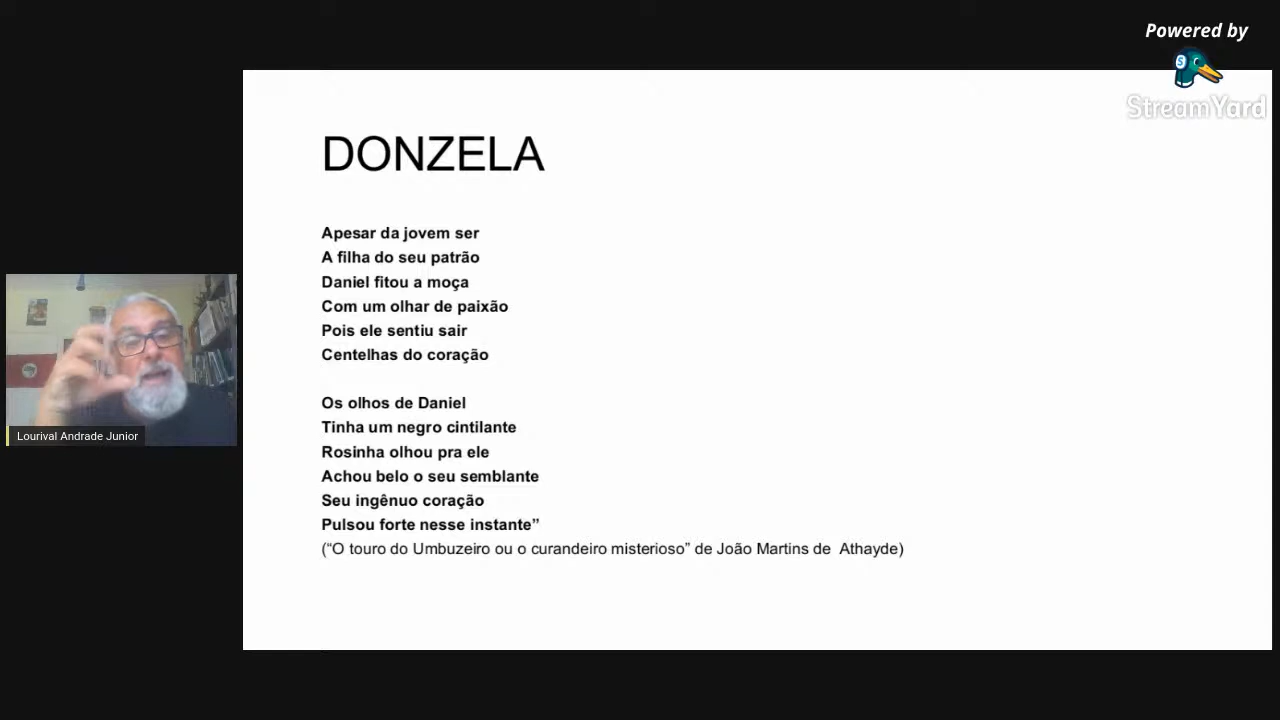 Powered by
StreamYard
DONZELA
Apesar da jovem ser
A filha do seu patrão
Daniel fitou a moça
Com um olhar de paixão
Pois ele sentiu sair
Centelhas do coração
Os olhos de Daniel
Tinha um negro cintilante
Rosinha olhou pra ele
Achou belo o seu semblante
Seu ingênuo coração
Pulsou forte nesse instante”
(“O touro do Umbuzeiro ou o curandeiro misterioso” de João Martins de Athayde)
Lourival Andrade Junior